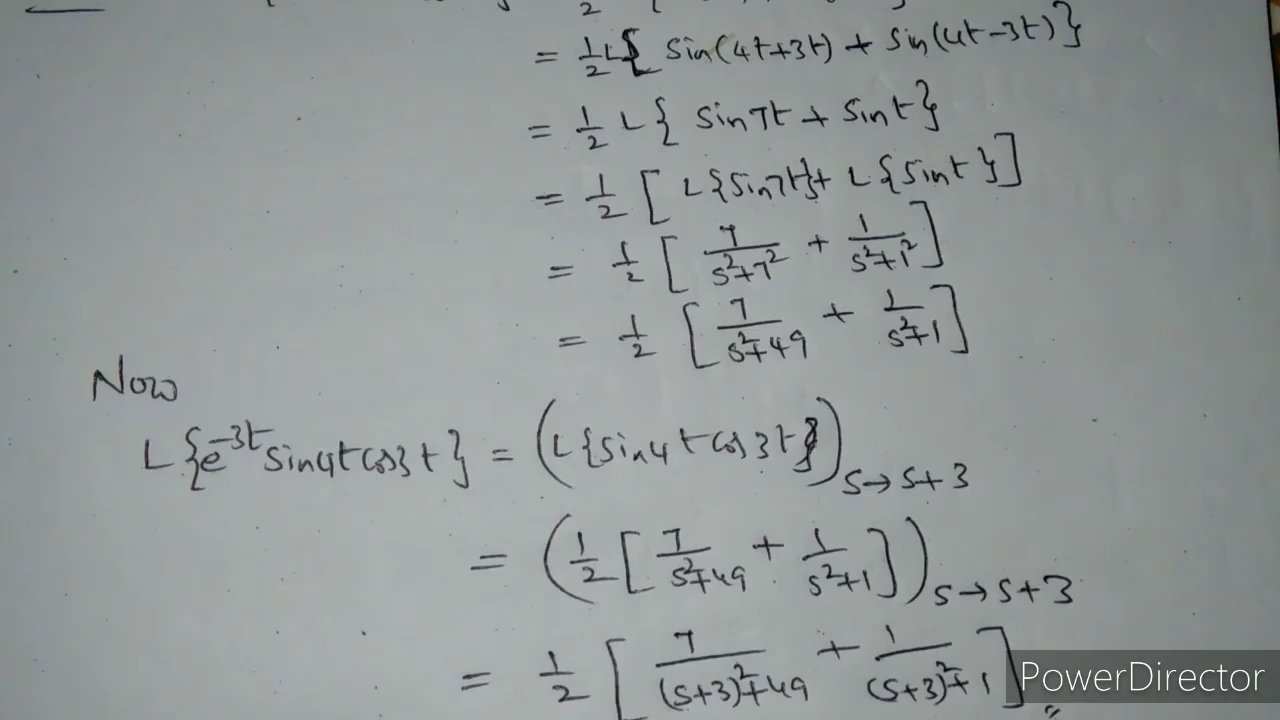 = 1/2 L{ sin(4t+3t) + sin(4t-3t) }
= 1/2 L{ sin7t + sint }
= 1/2 [ L{sin7t} + L{sint} ]
= 1/2 [ 7/(s²+7²) + 1/(s²+1²) ]
= 1/2 [ 7/(s²+49) + 1/(s²+1) ]
Now
L{e^-3t sin4t cos3t} = (L{sin4t cos3t})_s→s+3
= (1/2 [ 7/(s²+49) + 1/(s²+1) ])_s→s+3
= 1/2 [ 7/((s+3)²+49) + 1/((s+3)²+1) ]
PowerDirector